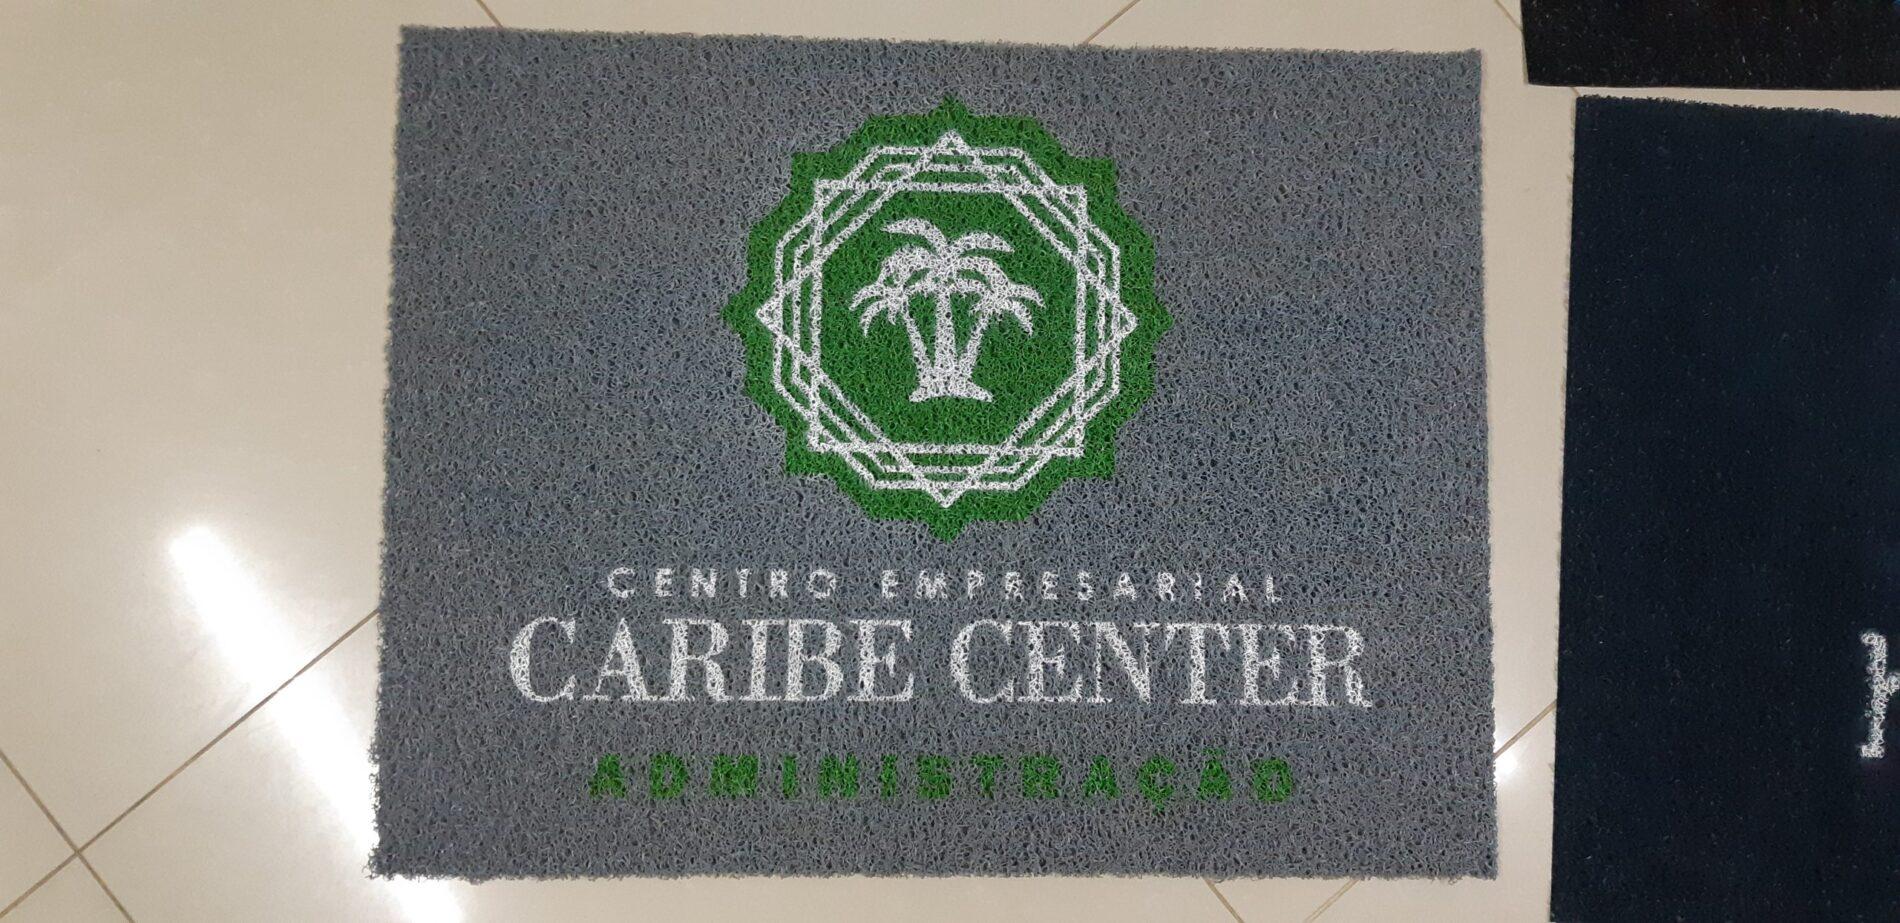 CENTRO EMPRESARIAL
CARIBE CENTER
ADMINISTRAÇÃO